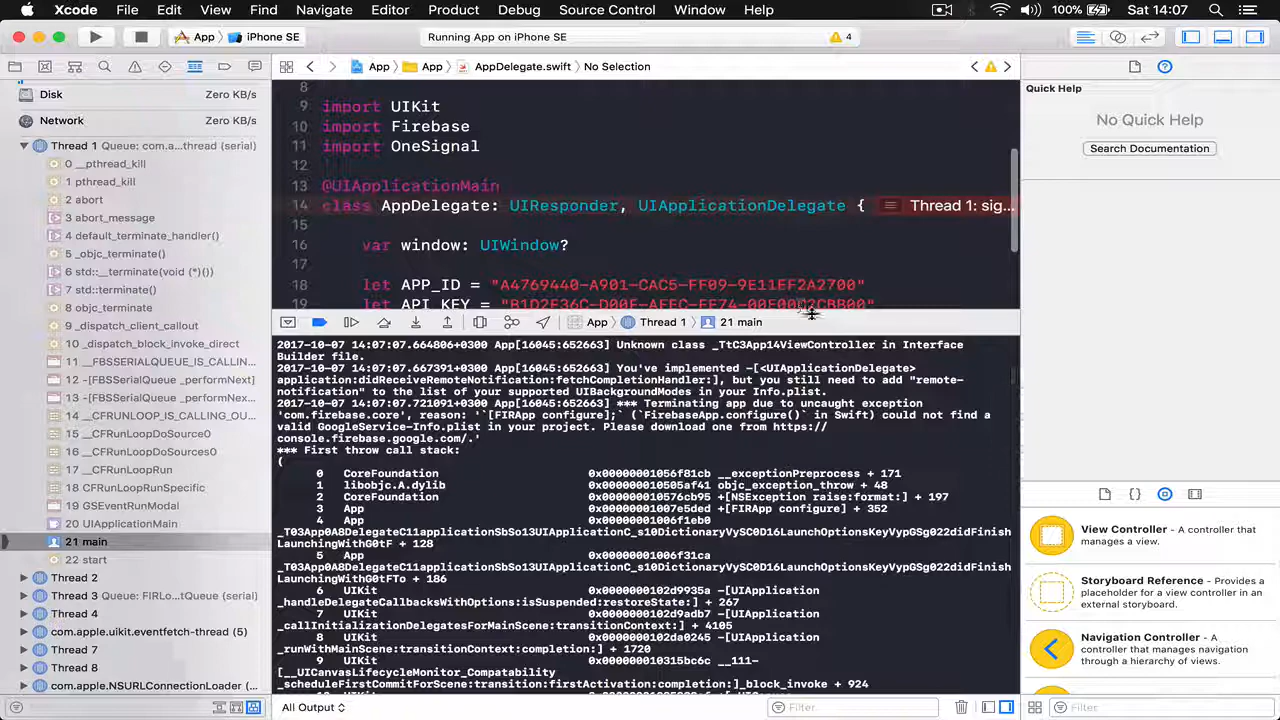 Xcode File Edit View Find Navigate Editor Product Debug Source Control Window Help 100% Sat 14:07
App iPhone SE Running App on iPhone SE 4
App App AppDelegate.swift No Selection
Disk Zero KB/s
Network Zero KB/s
Thread 1 Queue: com.a...thread (serial)
0 __pthread_kill
1 pthread_kill
2 abort
3 abort_message
4 default_terminate_handler()
5 _objc_terminate()
6 std::__terminate(void (*)())
7 std::terminate()
8 objc_terminate
9 _dispatch_client_callout
10 _dispatch_block_invoke_direct
11 __FBSSERIALQUEUE_IS_CALLIN...
12 -[FBSSerialQueue _performNext]
13 -[FBSSerialQueue _performNex...
14 __CFRUNLOOP_IS_CALLING_OU...
15 __CFRunLoopDoSource0
16 __CFRunLoopDoSources0
17 __CFRunLoopRun
18 CFRunLoopRunSpecific
19 GSEventRunModal
20 UIApplicationMain
21 main
22 start
Thread 2
Thread 3 Queue: FIRLo...tQueue (serial)
Thread 4
com.apple.uikit.eventfetch-thread (5)
Thread 7
Thread 8
com.apple.NSURLConnectionLoader (...
8
9 import UIKit
10 import Firebase
11 import OneSignal
12
13 @UIApplicationMain
14 class AppDelegate: UIResponder, UIApplicationDelegate { Thread 1: sig...
15
16 var window: UIWindow?
17
18 let APP_ID = "A4769440-A901-CAC5-FF09-9E11EF2A2700"
19 let API_KEY =
App Thread 1 21 main
2017-10-07 14:07:07.664806+0300 App[16045:652663] Unknown class _TtC3App14ViewController in Interface
Builder file.
2017-10-07 14:07:07.667391+0300 App[16045:652663] You've implemented -[<UIApplicationDelegate>
application:didReceiveRemoteNotification:fetchCompletionHandler:], but you still need to add "remote-
notification" to the list of your supported UIBackgroundModes in your Info.plist.
2017-10-07 14:07:07.721091+0300 App[16045:652663] *** Terminating app due to uncaught exception
'com.firebase.core', reason: '`[FIRApp configure];` (`FirebaseApp.configure()` in Swift) could not find a
valid GoogleService-Info.plist in your project. Please download one from https://
console.firebase.google.com/.'
*** First throw call stack:
(
0 CoreFoundation 0x00000001056f81cb __exceptionPreprocess + 171
1 libobjc.A.dylib 0x00000001050 5af41 objc_exception_throw + 48
2 CoreFoundation 0x000000010576cb95 +[NSException raise:format:] + 197
3 App 0x00000001007e5ded +[FIRApp configure] + 352
4 App 0x00000001006f1eb0
_T03App0A8DelegateC11applicationSbSo13UIApplicationC_s10DictionaryVySC0D16LaunchOptionsKeyVypGSg022didFinish
LaunchingWithG0tF + 128
5 App 0x00000001006f31ca
_T03App0A8DelegateC11applicationSbSo13UIApplicationC_s10DictionaryVySC0D16LaunchOptionsKeyVypGSg022didFinish
LaunchingWithG0tFTo + 186
6 UIKit 0x0000000102d9935a -[UIApplication
_handleDelegateCallbacksWithOptions:isSuspended:restoreState:] + 267
7 UIKit 0x0000000102d9adb7 -[UIApplication
_callInitializationDelegatesForMainScene:transitionContext:] + 4105
8 UIKit 0x0000000102da0245 -[UIApplication
_runWithMainScene:transitionContext:completion:] + 1720
9 UIKit 0x000000010315bc6c __111-
[__UICanvasLifecycleMonitor_Compatability
_scheduleFirstCommitForScene:transition:firstActivation:completion:]_block_invoke + 924
All Output Filter
Quick Help
No Quick Help
Search Documentation
View Controller - A controller that
manages a view.
Storyboard Reference - Provides a
placeholder for a view controller in an
external storyboard.
Navigation Controller - A
controller that manages navigation
through a hierarchy of views.
Filter